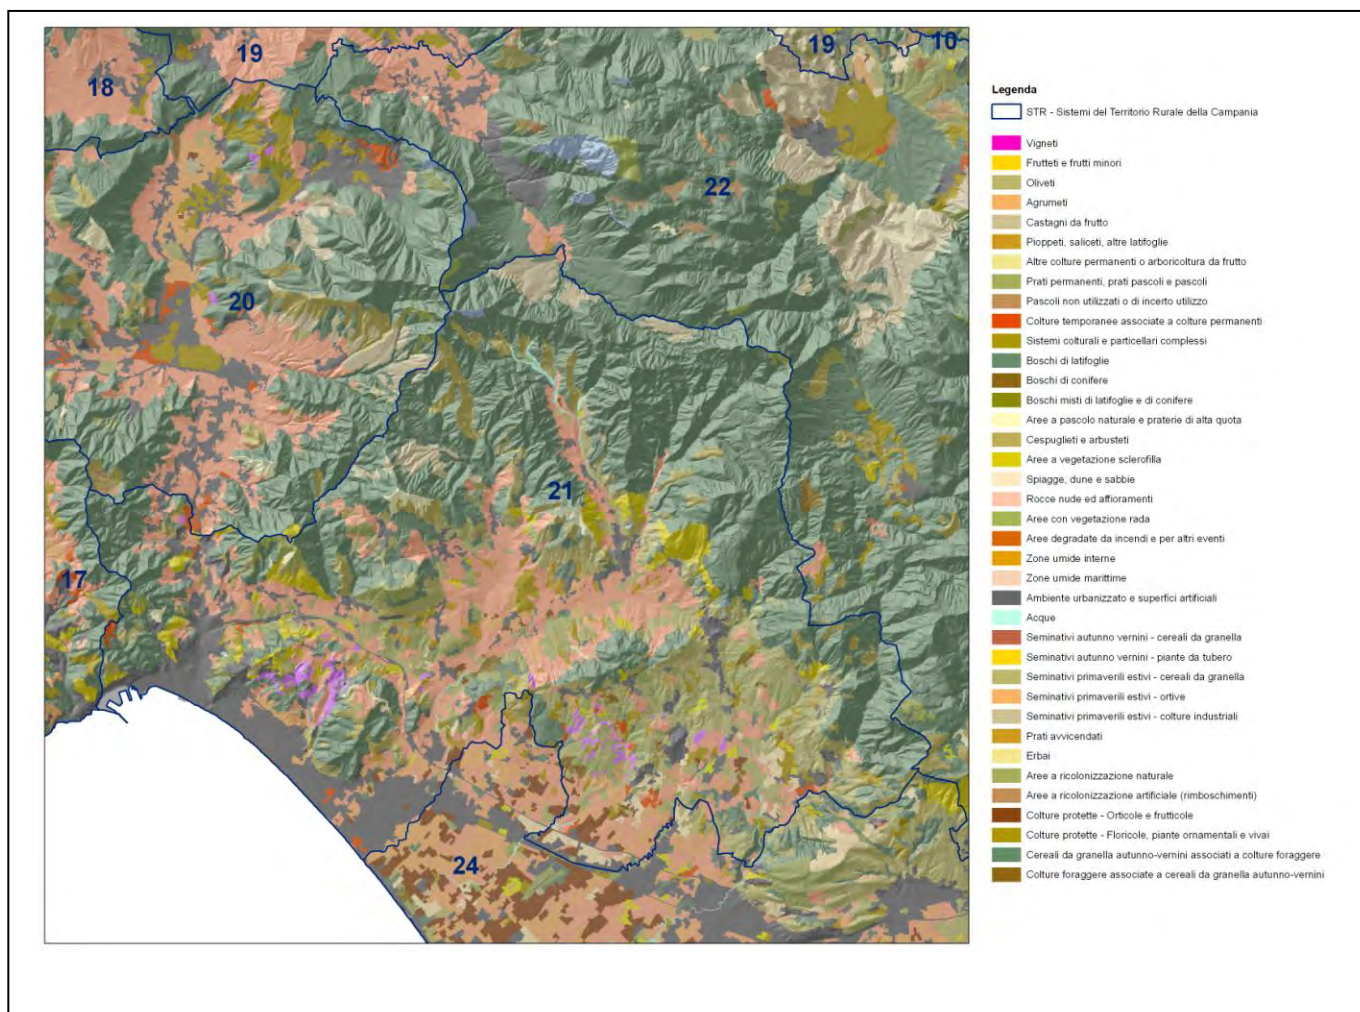 19
19
10
18
22
20
21
17
24
Legenda
STR - Sistemi del Territorio Rurale della Campania
Vigneti
Frutteti e frutti minori
Oliveti
Agrumeti
Castagni da frutto
Pioppeti, saliceti, altre latifoglie
Altre colture permanenti o arboricoltura da frutto
Prati permanenti, prati pascoli e pascoli
Pascoli non utilizzati o di incerto utilizzo
Colture temporanee associate a colture permanenti
Sistemi colturali e particellari complessi
Boschi di latifoglie
Boschi di conifere
Boschi misti di latifoglie e di conifere
Aree a pascolo naturale e praterie di alta quota
Cespuglieti e arbusteti
Aree a vegetazione sclerofilla
Spiagge, dune e sabbie
Rocce nude ed affioramenti
Aree con vegetazione rada
Aree degradate da incendi e per altri eventi
Zone umide interne
Zone umide marittime
Ambiente urbanizzato e superfici artificiali
Acque
Seminativi autunno vernini - cereali da granella
Seminativi autunno vernini - piante da tubero
Seminativi primaverili estivi - cereali da granella
Seminativi primaverili estivi - ortive
Seminativi primaverili estivi - colture industriali
Prati avvicendati
Erbai
Aree a ricolonizzazione naturale
Aree a ricolonizzazione artificiale (rimboschimenti)
Colture protette - Orticole e frutticole
Colture protette - Floricole, piante ornamentali e vivai
Cereali da granella autunno-vernini associati a colture foraggere
Colture foraggere associate a cereali da granella autunno-vernini